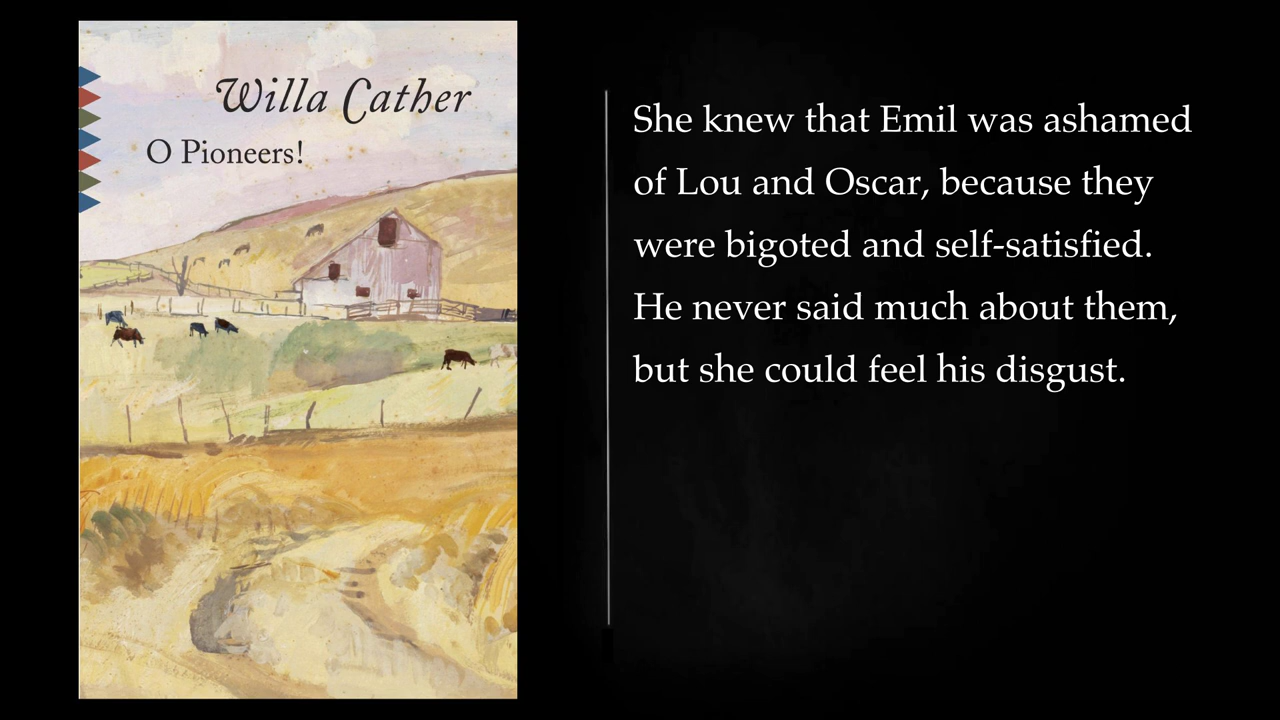 Willa Cather
O Pioneers!
She knew that Emil was ashamed
of Lou and Oscar, because they
were bigoted and self-satisfied.
He never said much about them,
but she could feel his disgust.